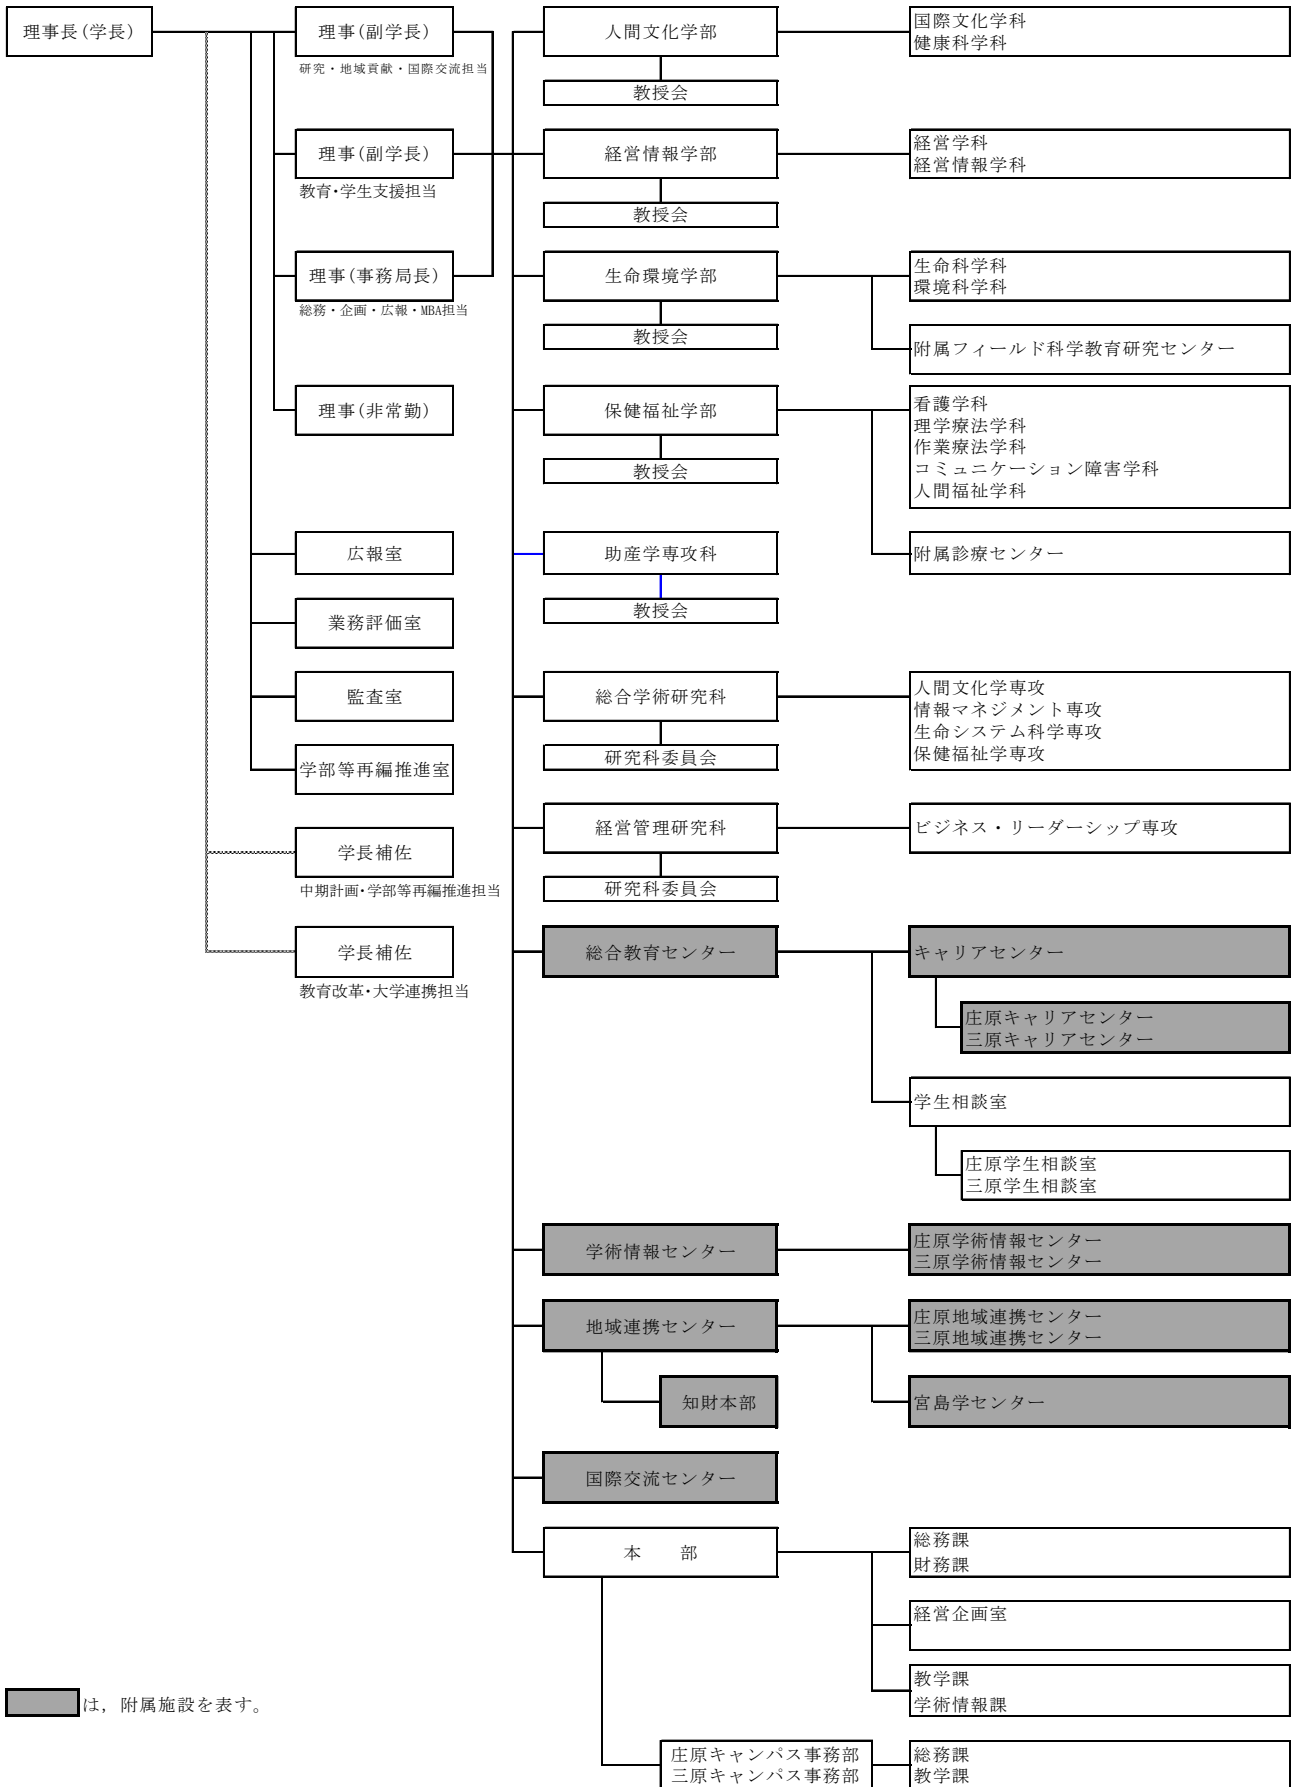 理事長(学長)
理事(副学長)
研究・地域貢献・国際交流担当
理事(副学長)
教育・学生支援担当
理事(事務局長)
総務・企画・広報・MBA担当
理事(非常勤)
広報室
業務評価室
監査室
学部等再編推進室
学長補佐
中期計画・学部等再編推進担当
学長補佐
教育改革・大学連携担当
人間文化学部
教授会
国際文化学科
健康科学科
経営情報学部
教授会
経営学科
経営情報学科
生命環境学部
教授会
生命科学科
環境科学科
附属フィールド科学教育研究センター
保健福祉学部
教授会
看護学科
理学療法学科
作業療法学科
コミュニケーション障害学科
人間福祉学科
附属診療センター
助産学専攻科
教授会
総合学術研究科
研究科委員会
人間文化学専攻
情報マネジメント専攻
生命システム科学専攻
保健福祉学専攻
経営管理研究科
研究科委員会
ビジネス・リーダーシップ専攻
総合教育センター
キャリアセンター
庄原キャリアセンター
三原キャリアセンター
学生相談室
庄原学生相談室
三原学生相談室
学術情報センター
庄原学術情報センター
三原学術情報センター
地域連携センター
知財本部
庄原地域連携センター
三原地域連携センター
宮島学センター
国際交流センター
本　　部
総務課
財務課
経営企画室
教学課
学術情報課
庄原キャンパス事務部
三原キャンパス事務部
総務課
教学課
は，附属施設を表す。